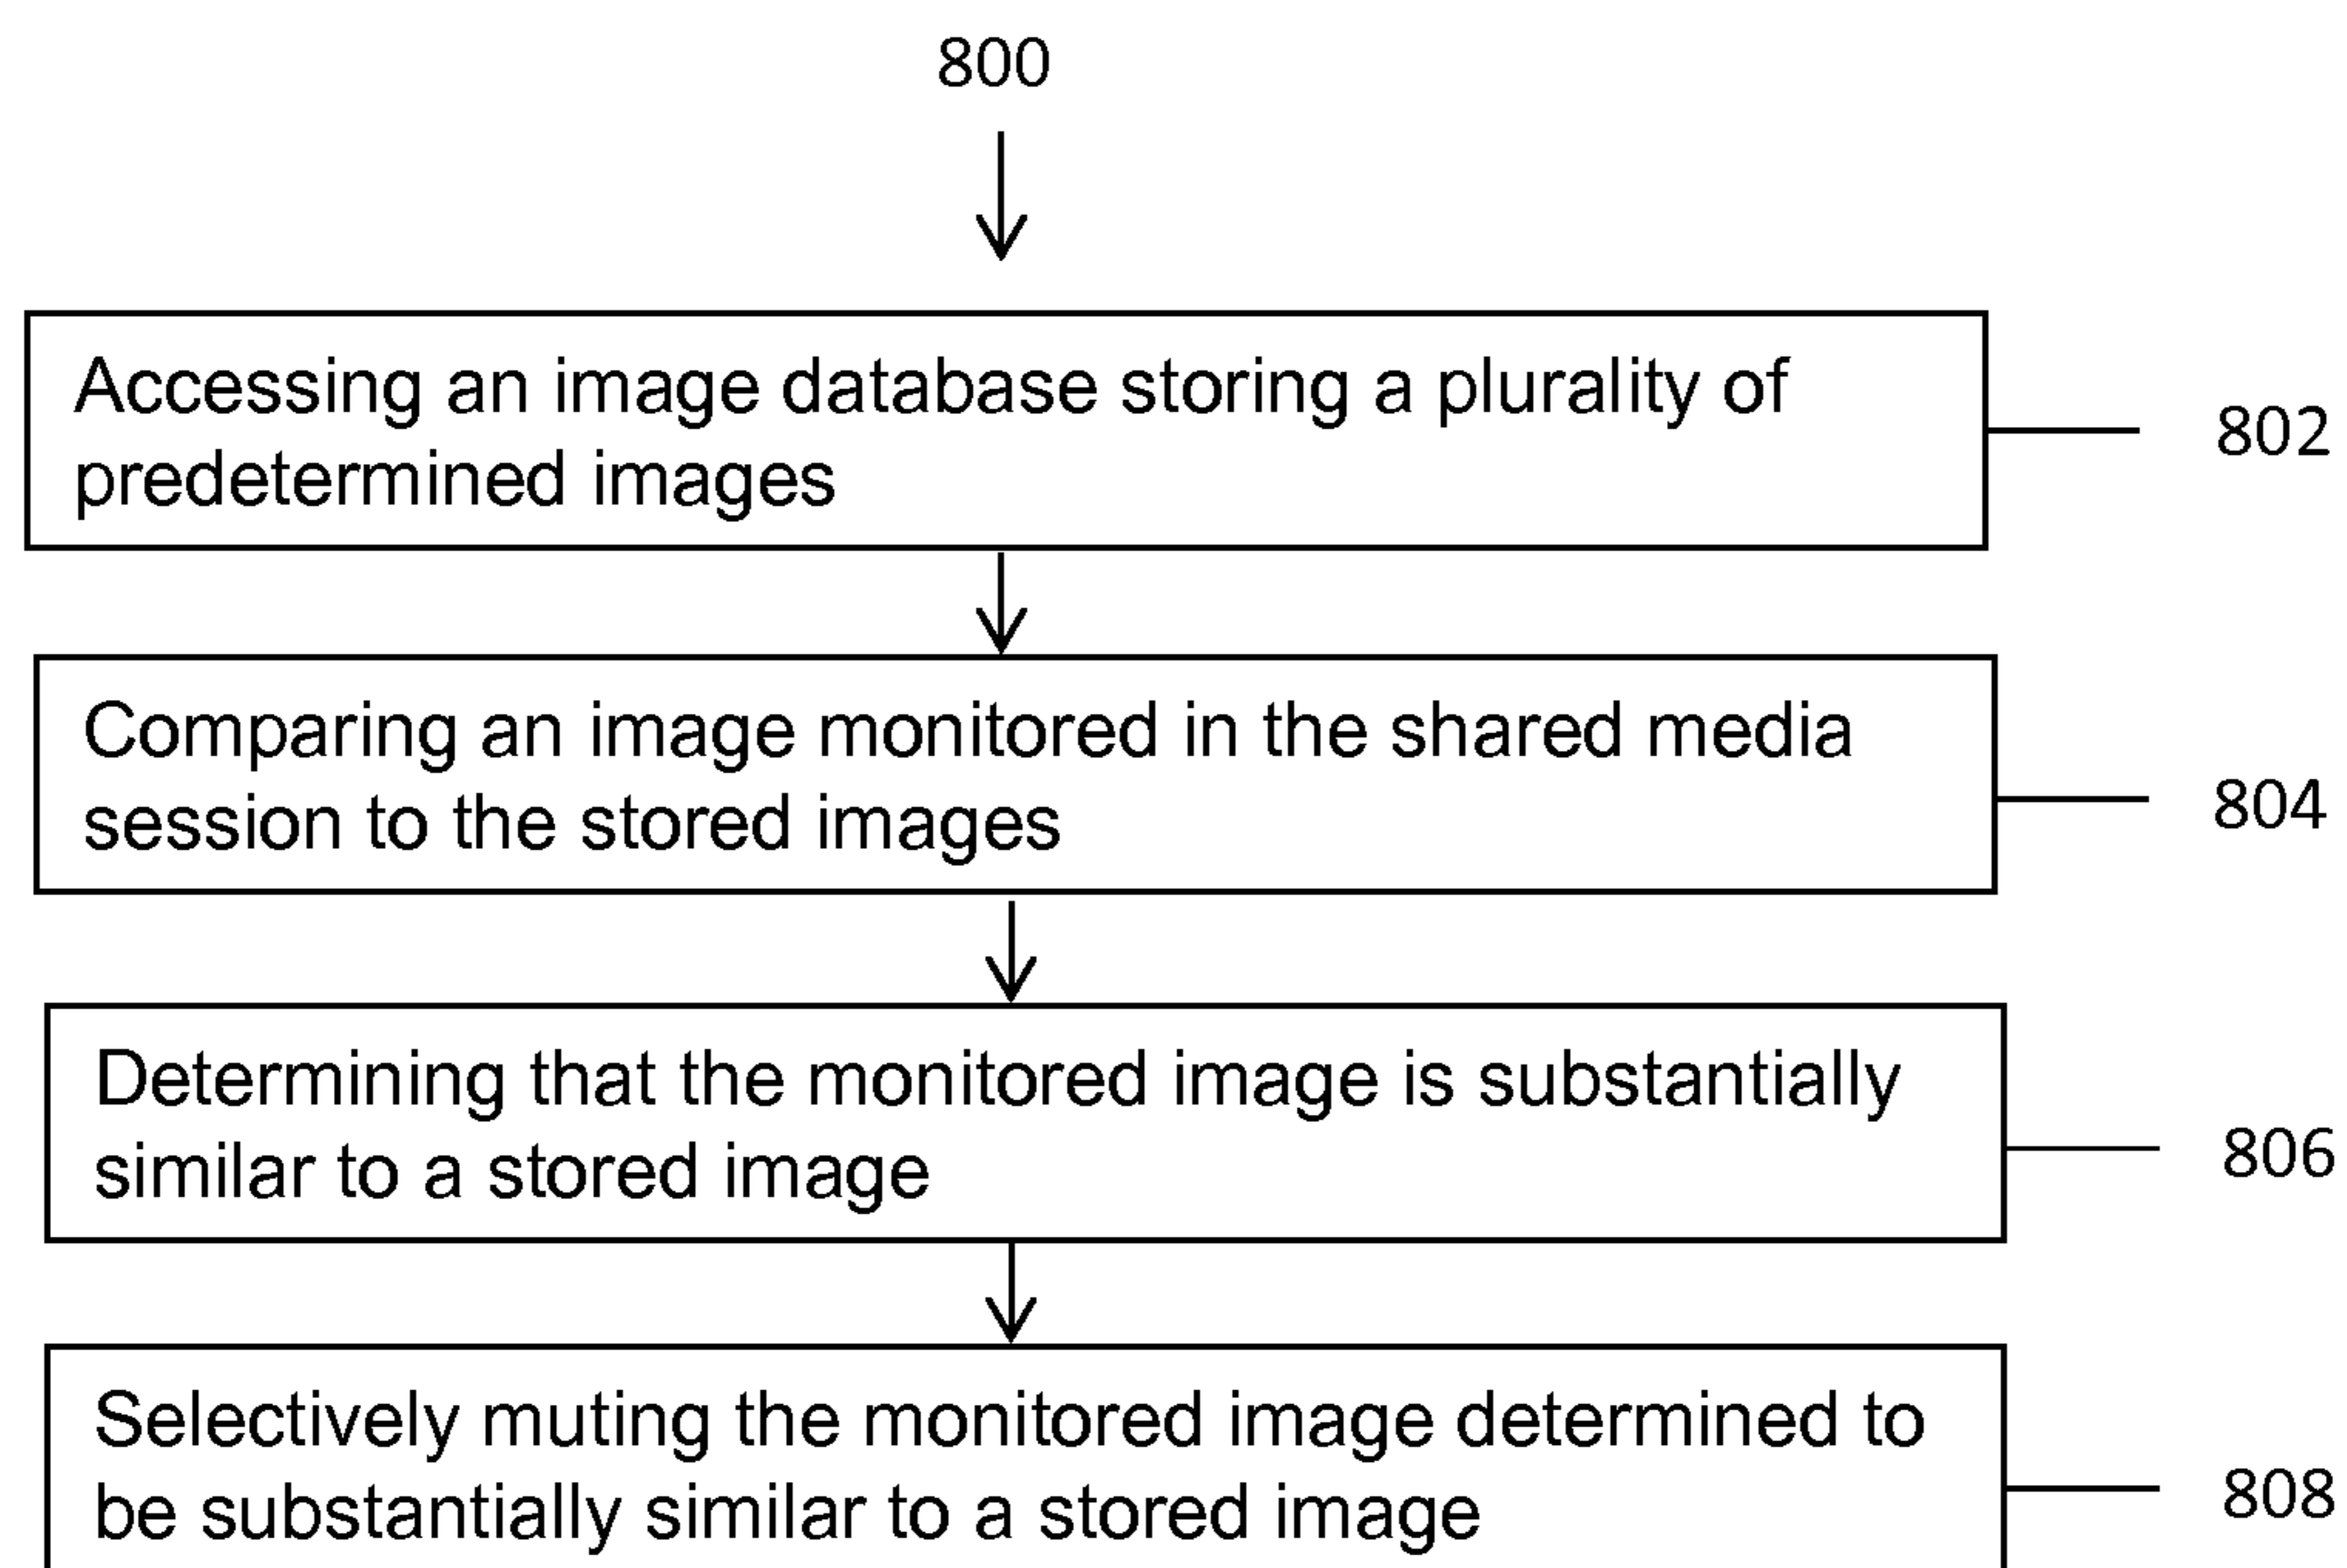 800
Accessing an image database storing a plurality of
predetermined images
802
Comparing an image monitored in the shared media
session to the stored images
804
Determining that the monitored image is substantially
similar to a stored image
806
Selectively muting the monitored image determined to
be substantially similar to a stored image
808